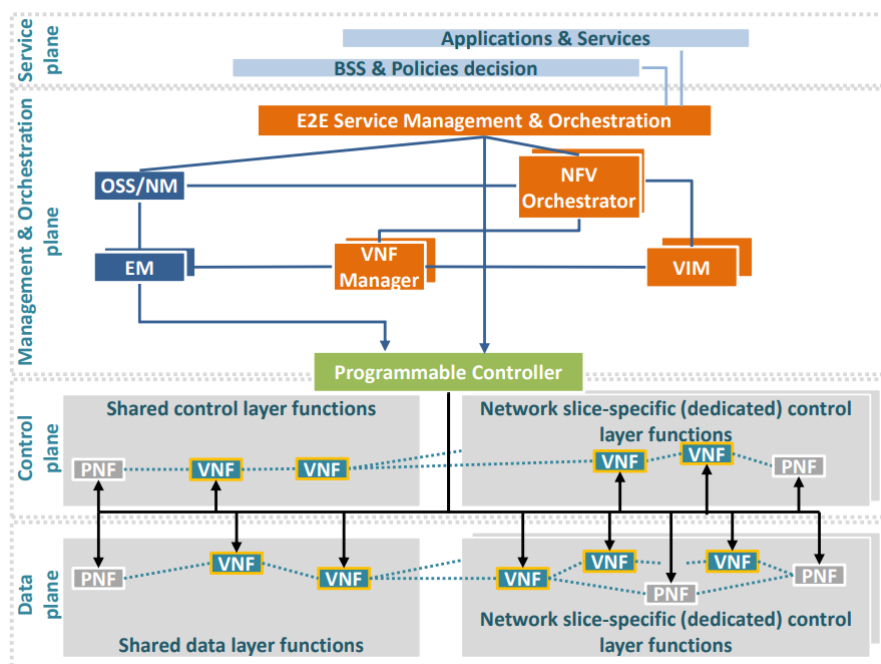 Service
plane
Applications & Services
BSS & Policies decision
Management & Orchestration
plane
E2E Service Management & Orchestration
OSS/NM
NFV
Orchestrator
EM
VNF
Manager
VIM
Programmable Controller
Control
plane
Shared control layer functions
Network slice-specific (dedicated) control
layer functions
PNF
VNF
VNF
VNF
VNF
PNF
Data
plane
PNF
VNF
VNF
VNF
VNF
PNF
VNF
PNF
Shared data layer functions
Network slice-specific (dedicated) control
layer functions